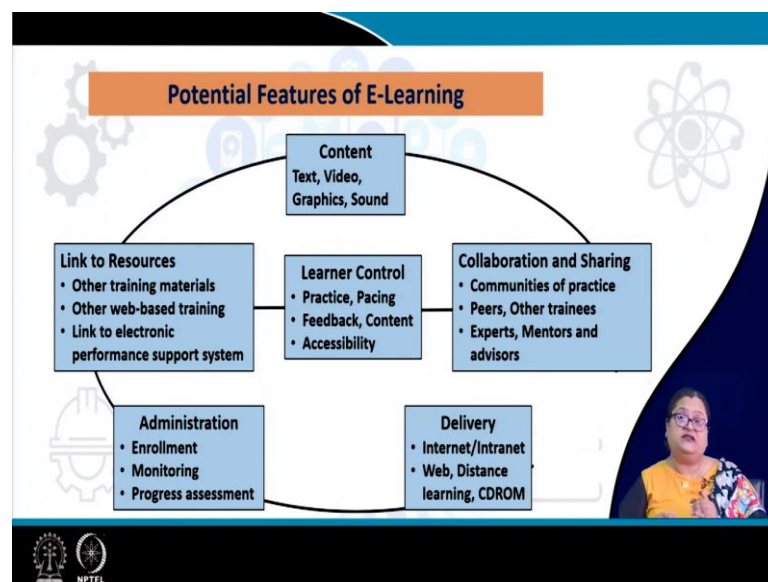 Potential Features of E-Learning
Content
Text, Video,
Graphics, Sound
Link to Resources
• Other training materials
• Other web-based training
• Link to electronic
performance support system
Learner Control
• Practice, Pacing
• Feedback, Content
• Accessibility
Collaboration and Sharing
• Communities of practice
• Peers, Other trainees
• Experts, Mentors and
advisors
Administration
• Enrollment
• Monitoring
• Progress assessment
Delivery
• Internet/Intranet
• Web, Distance
learning, CDROM
NPTEL